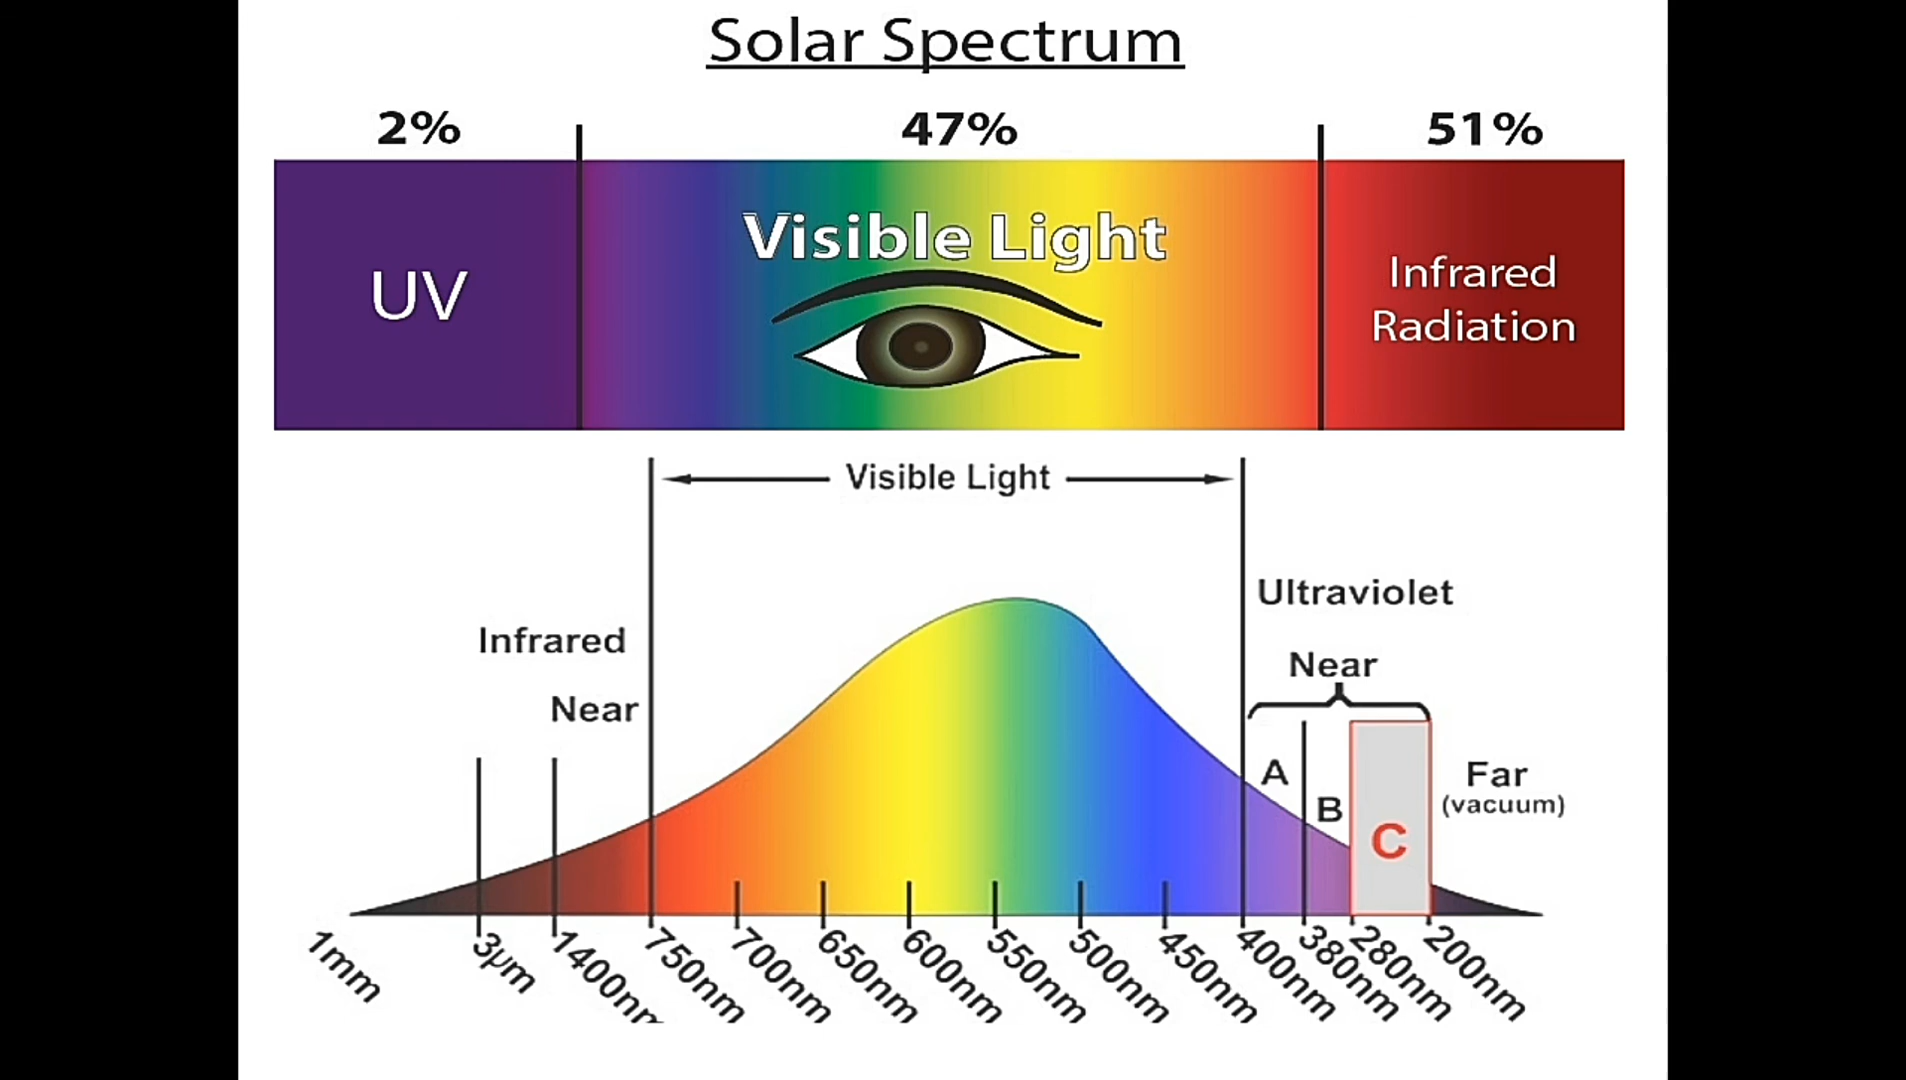 Solar Spectrum
2% 47% 51%
UV
Visible Light
Infrared
Radiation
Visible Light
Ultraviolet
Infrared
Near
Near
A
B
C
Far
(vacuum)
1mm 3μm 1400nm 750nm 700nm 650nm 600nm 550nm 500nm 450nm 400nm 380nm 280nm 200nm